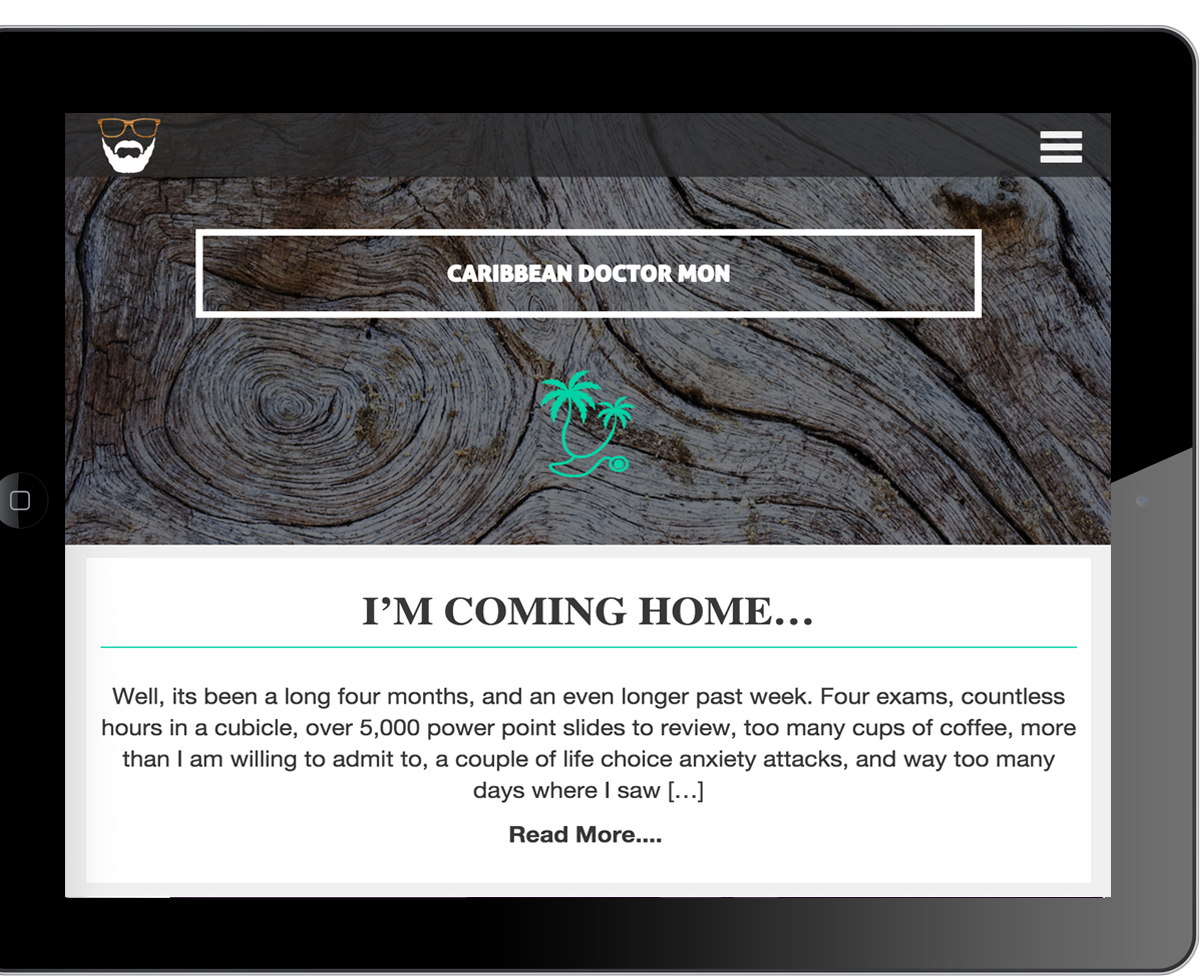 CARIBBEAN DOCTOR MON
I’M COMING HOME…
Well, its been a long four months, and an even longer past week. Four exams, countless
hours in a cubicle, over 5,000 power point slides to review, too many cups of coffee, more
than I am willing to admit to, a couple of life choice anxiety attacks, and way too many
days where I saw […]
Read More....